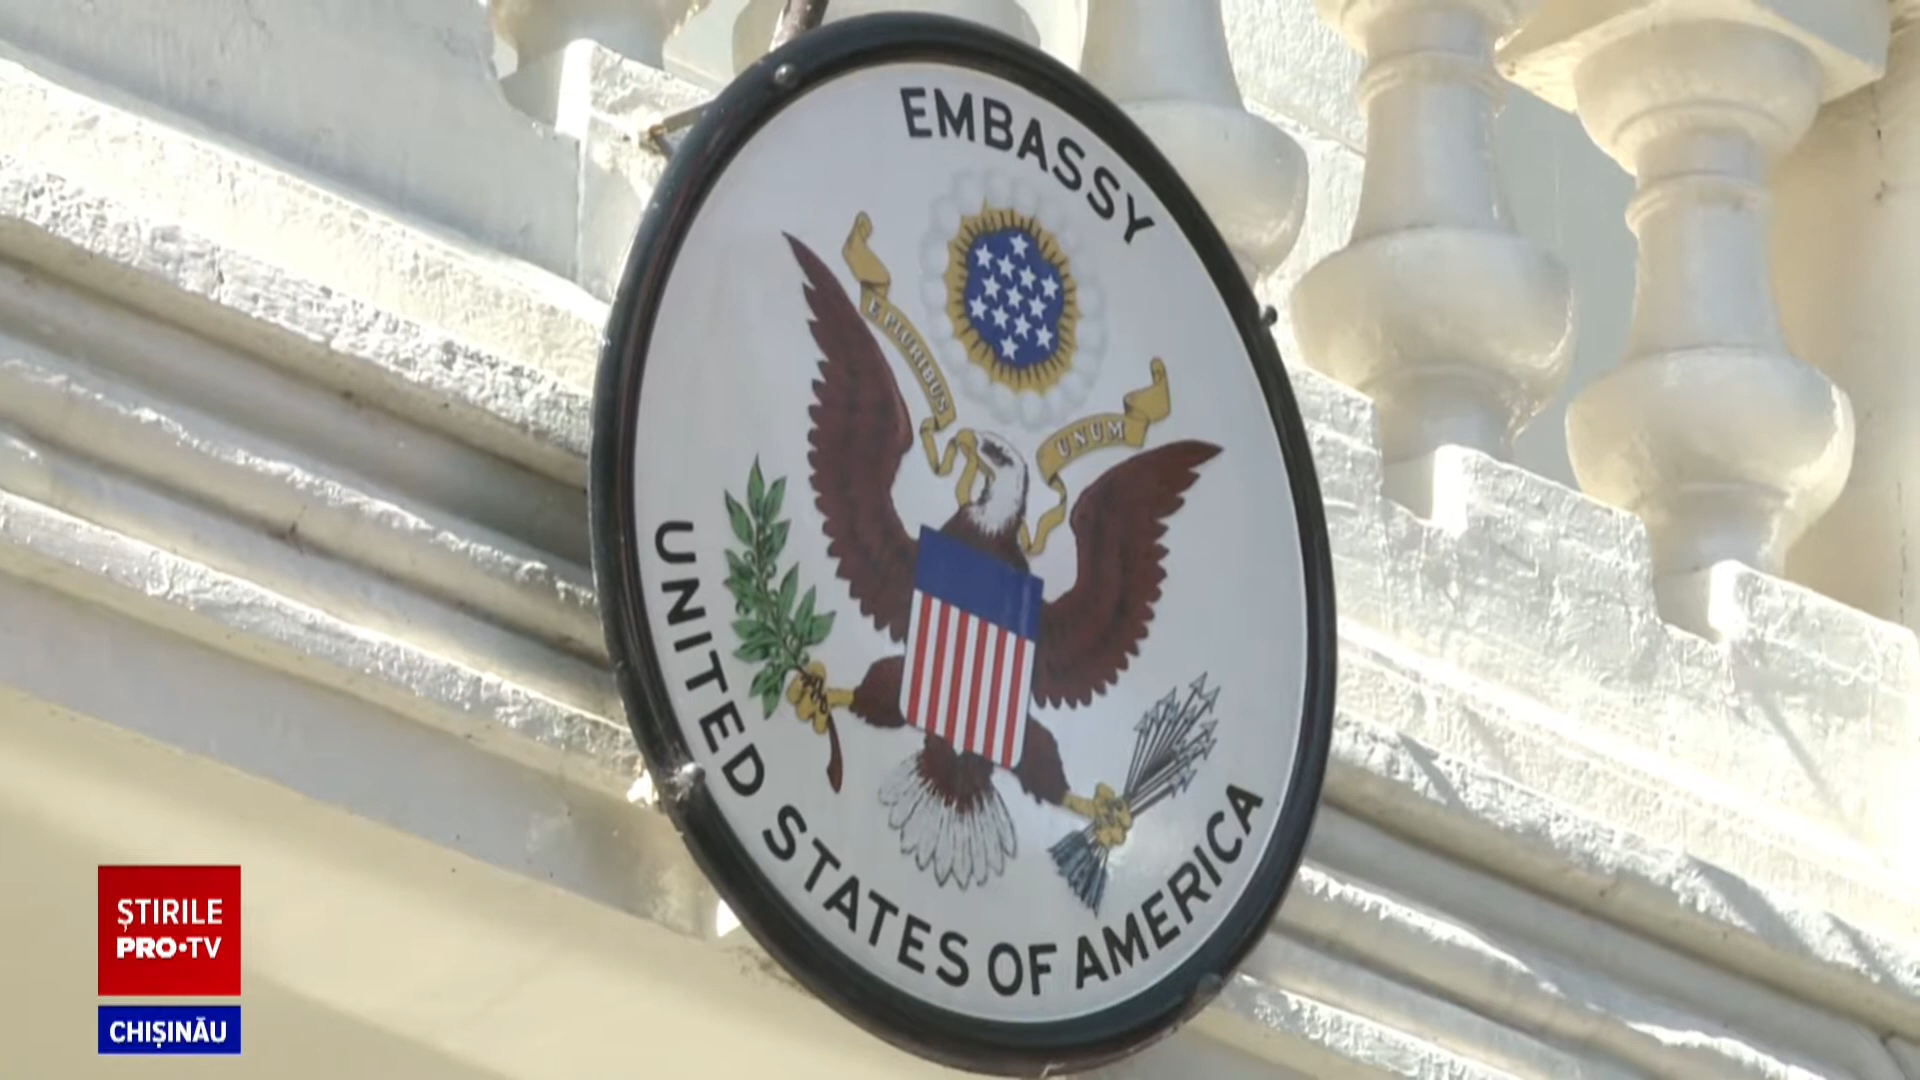 EMBASSY
E PLURIBUS
UNUM
UNITED STATES OF AMERICA
ȘTIRILE
PRO•TV
CHIȘINĂU